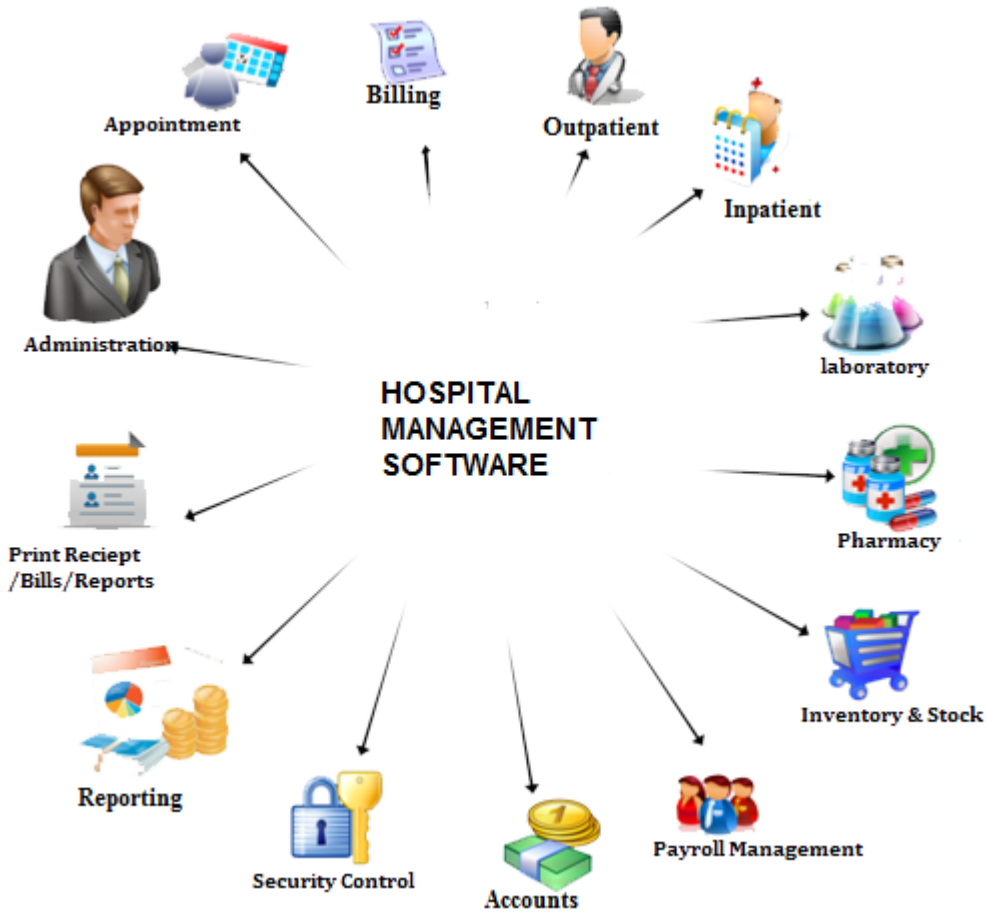 Billing
Appointment
Outpatient
Inpatient
Administration
laboratory
HOSPITAL
MANAGEMENT
SOFTWARE
Pharmacy
Print Reciept
/Bills/Reports
Inventory & Stock
Reporting
Payroll Management
Security Control
Accounts
1